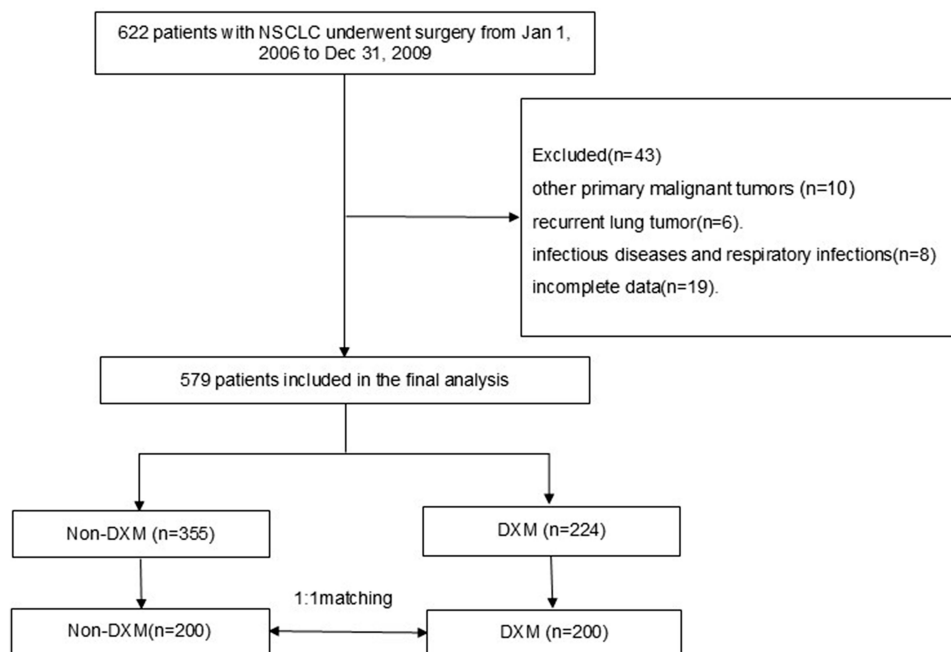 622 patients with NSCLC underwent surgery from Jan 1,
2006 to Dec 31, 2009
Excluded(n=43)
other primary malignant tumors (n=10)
recurrent lung tumor(n=6).
infectious diseases and respiratory infections(n=8)
incomplete data(n=19).
579 patients included in the final analysis
Non-DXM (n=355)
DXM (n=224)
1:1matching
Non-DXM(n=200)
DXM (n=200)